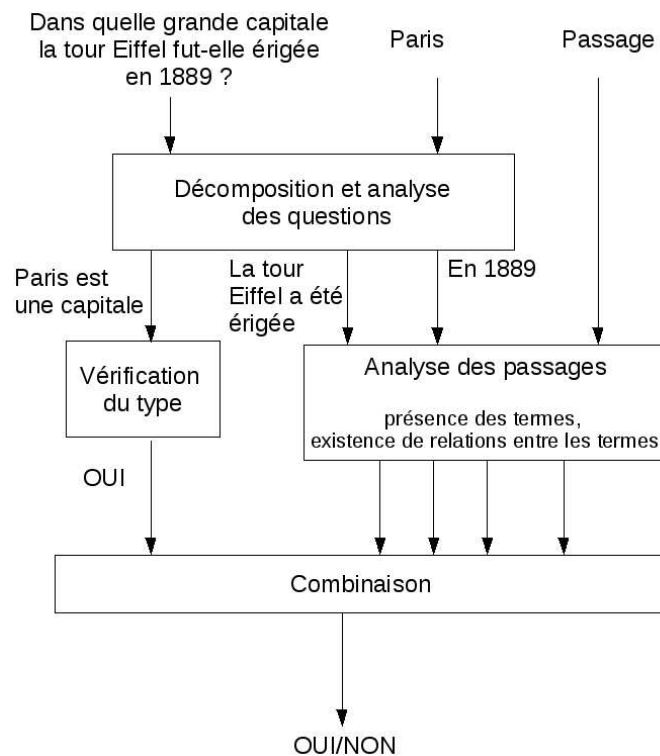 Dans quelle grande capitale
la tour Eiffel fut-elle érigée
en 1889 ?
Paris
Passage
Décomposition et analyse
des questions
Paris est
une capitale
La tour
Eiffel a été
érigée
En 1889
Vérification
du type
Analyse des passages
présence des termes,
existence de relations entre les termes
OUI
Combinaison
OUI/NON